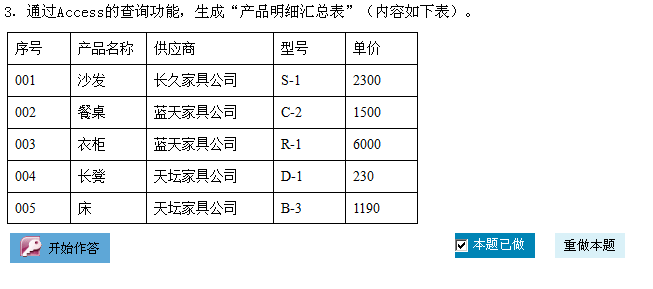 3. 通过Access的查询功能，生成“产品明细汇总表”（内容如下表）。
序号 产品名称 供应商 型号 单价
001 沙发 长久家具公司 S-1 2300
002 餐桌 蓝天家具公司 C-2 1500
003 衣柜 蓝天家具公司 R-1 6000
004 长凳 天坛家具公司 D-1 230
005 床 天坛家具公司 B-3 1190
开始作答 本题已做 重做本题